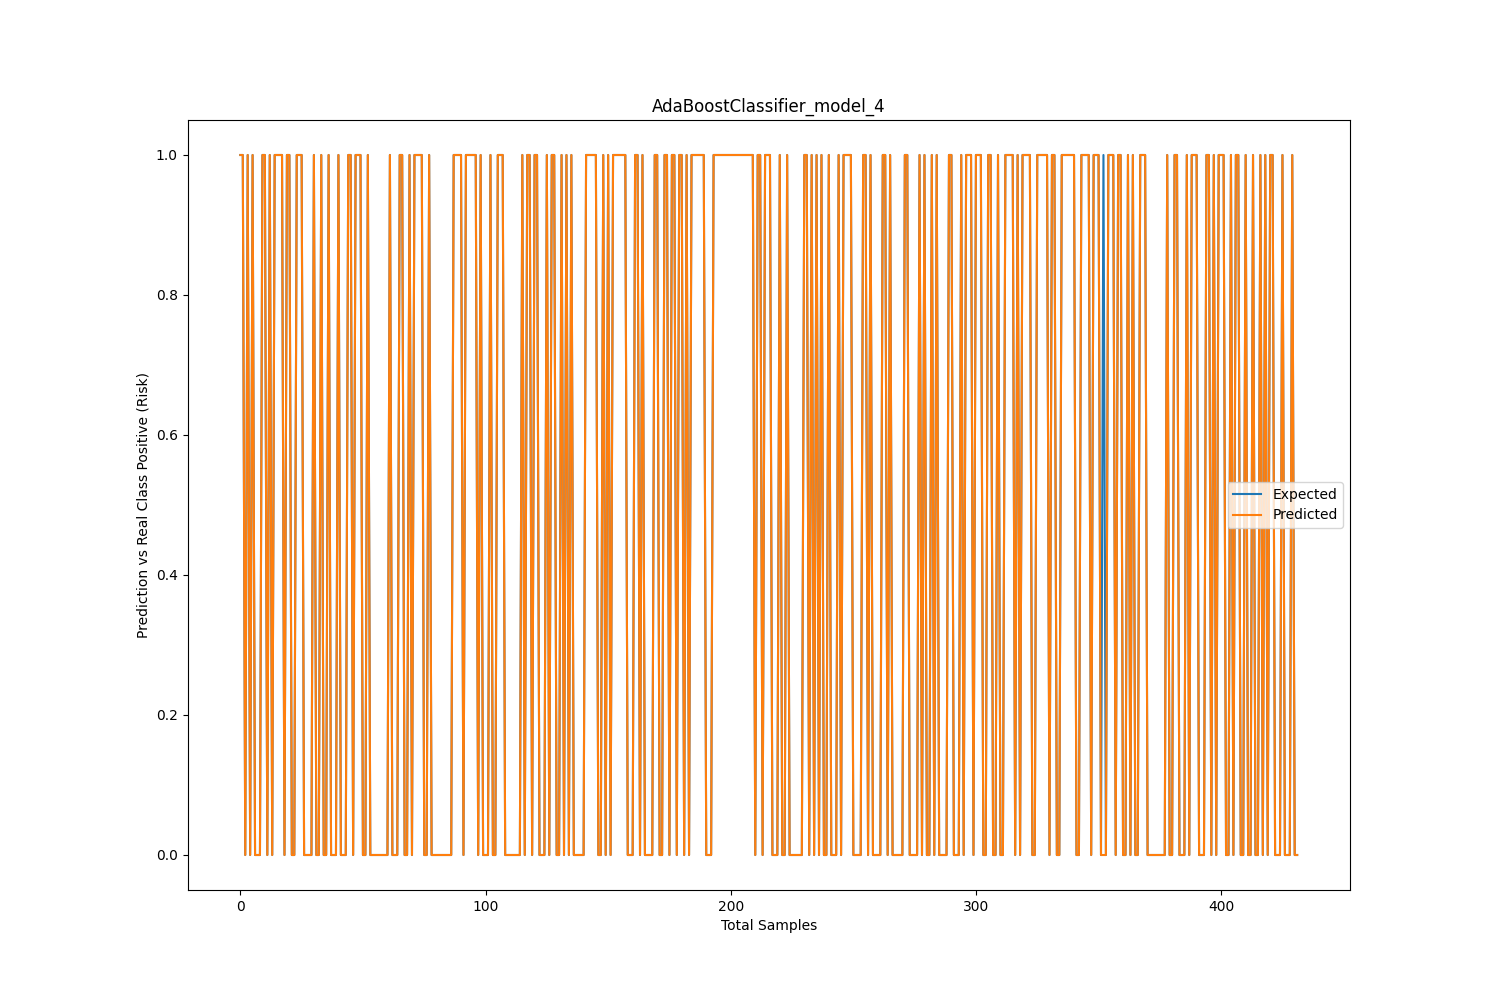 AdaBoostClassifier_model_4
1.0
0.8
0.6
0.4
0.2
0.0
Prediction vs Real Class Positive (Risk)
Expected
Predicted
0
100
200
300
400
Total Samples